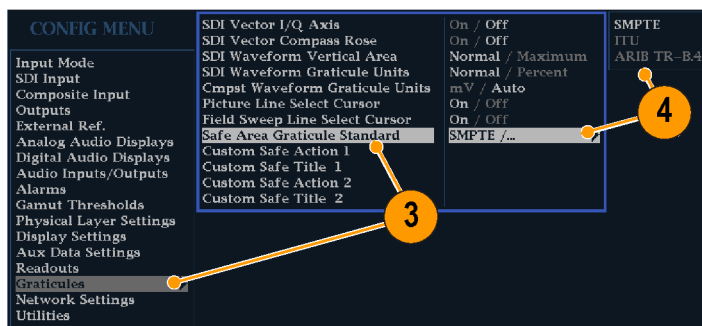 CONFIG MENU
Input Mode
SDI Input
Composite Input
Outputs
External Ref.
Analog Audio Displays
Digital Audio Displays
Audio Inputs/Outputs
Alarms
Gamut Thresholds
Physical Layer Settings
Display Settings
Aux Data Settings
Readouts
Graticules
Network Settings
Utilities
SDI Vector I/Q Axis On / Off
SDI Vector Compass Rose On / Off
SDI Waveform Vertical Area Normal / Maximum
SDI Waveform Graticule Units Normal / Percent
Cmpst Waveform Graticule Units mV / Auto
Picture Line Select Cursor On / Off
Field Sweep Line Select Cursor On / Off
Safe Area Graticule Standard SMPTE /...
Custom Safe Action 1
Custom Safe Title 1
Custom Safe Action 2
Custom Safe Title 2
SMPTE
ITU
ARIB TR-B.4
3
4